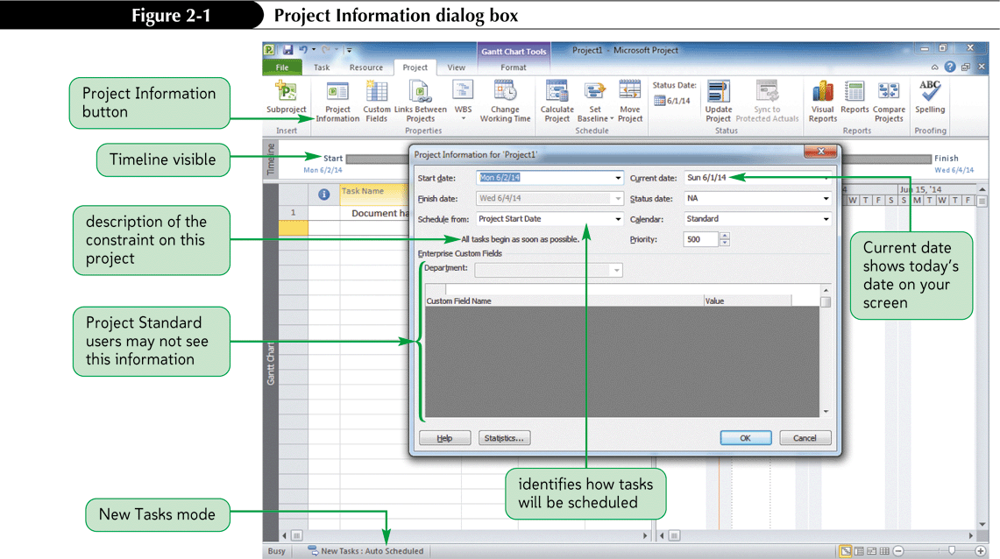 Figure 2-1
Project Information dialog box
Gantt Chart Tools
Project1 - Microsoft Project
File
Task
Resource
Project
View
Format
Subproject
Project
Information
Custom
Fields
Links Between
Projects
WBS
Change
Working Time
Calculate
Project
Set
Baseline
Move
Project
Status Date:
6/1/14
Update
Project
Sync to
Protected Actuals
Visual
Reports
Reports
Compare
Projects
ABC
Spelling
Insert
Properties
Schedule
Status
Reports
Proofing
Project Information
button
Timeline visible
description of the
constraint on this
project
Project Standard
users may not see
this information
New Tasks mode
Timeline
Start
Mon 6/2/14
Finish
Wed 6/4/14
Task Name
1
Document ha
Gantt Chart
4
Jun 15, '14
W T F S S M T W T F
Project Information for 'Project1'
Start date:
Mon 6/2/14
Current date:
Sun 6/1/14
Finish date:
Wed 6/4/14
Status date:
NA
Schedule from:
Project Start Date
Calendar:
Standard
All tasks begin as soon as possible.
Priority:
500
Enterprise Custom Fields
Department:
Custom Field Name
Value
Help
Statistics...
OK
Cancel
Current date
shows today's
date on your
screen
identifies how tasks
will be scheduled
Busy
New Tasks : Auto Scheduled